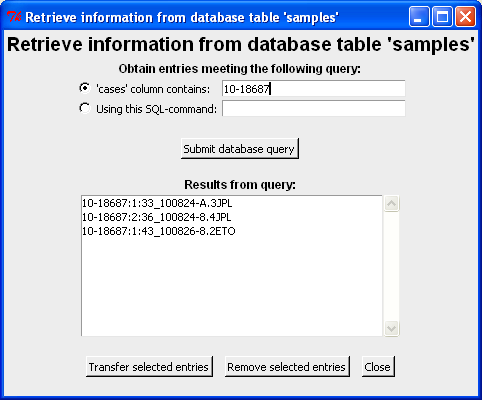 Retrieve information from database table 'samples'
Retrieve information from database table 'samples'
Obtain entries meeting the following query:
'cases' column contains: 10-18687
Using this SQL-command:
Submit database query
Results from query:
10-18687:1:33_100824-A.3JPL
10-18687:2:36_100824-8.4JPL
10-18687:1:43_100826-8.2ETO
Transfer selected entries Remove selected entries Close